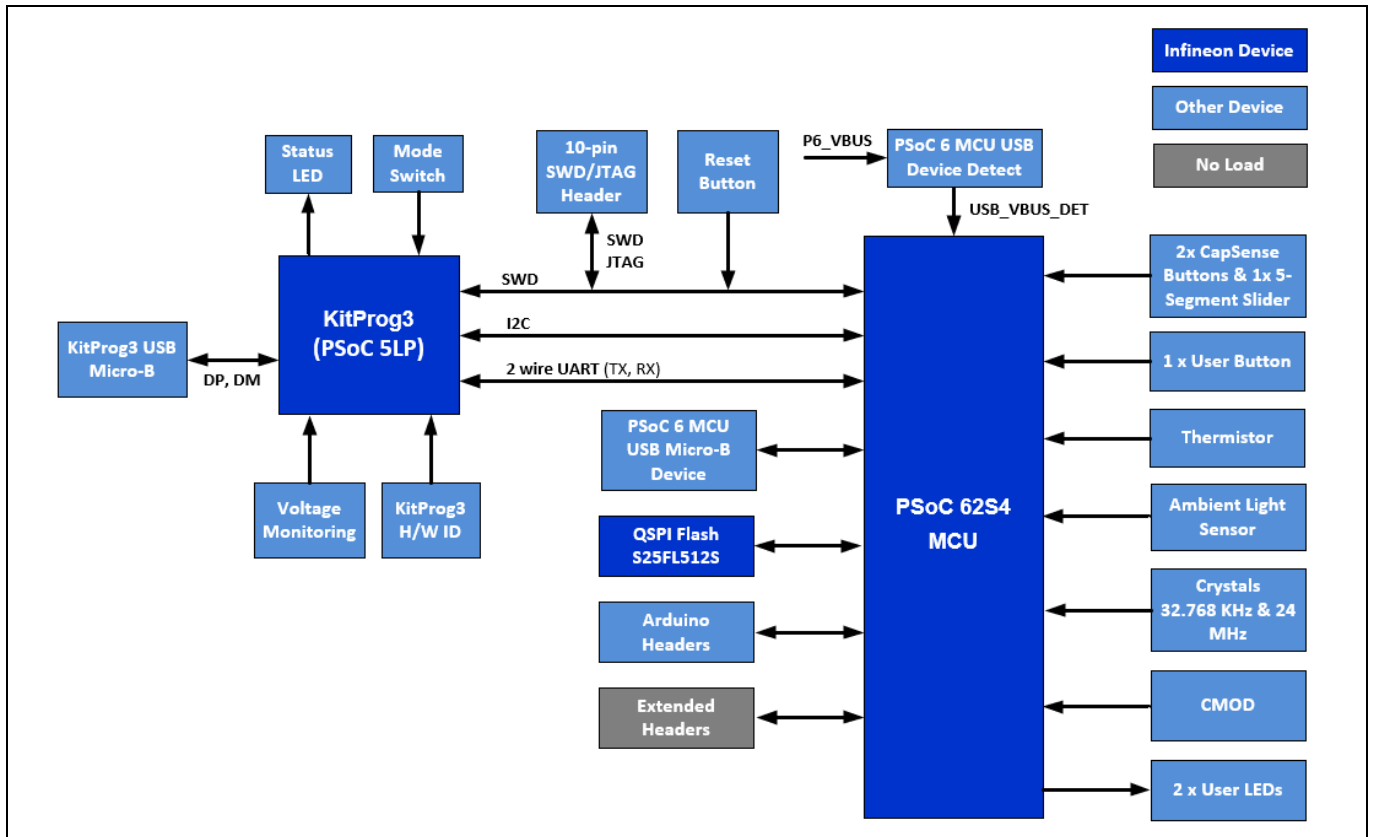 Infineon Device
Other Device
No Load
Status
LED
Mode
Switch
10-pin
SWD/JTAG
Header
Reset
Button
P6_VBUS
PSoC 6 MCU USB
Device Detect
USB_VBUS_DET
SWD
JTAG
SWD
I2C
2 wire UART (TX, RX)
KitProg3
(PSoC 5LP)
KitProg3 USB
Micro-B
DP, DM
Voltage
Monitoring
KitProg3
H/W ID
PSoC 6 MCU
USB Micro-B
Device
QSPI Flash
S25FL512S
Arduino
Headers
Extended
Headers
PSoC 62S4
MCU
2x CapSense
Buttons & 1x 5-
Segment Slider
1 x User Button
Thermistor
Ambient Light
Sensor
Crystals
32.768 KHz & 24
MHz
CMOD
2 x User LEDs